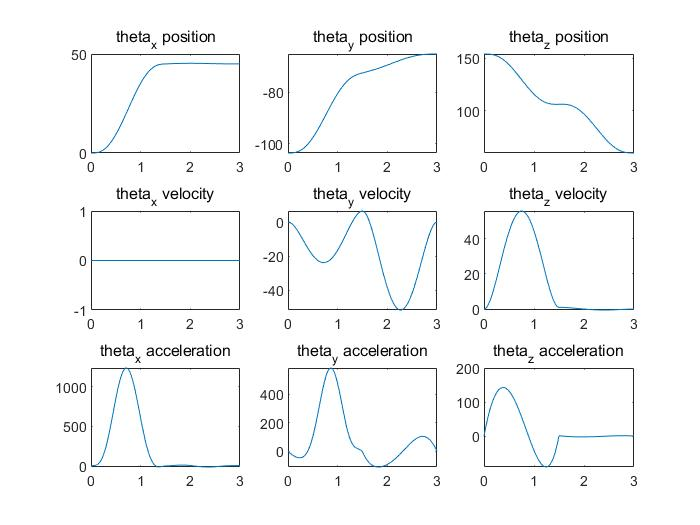 theta_x position
50
0
0 1 2 3
theta_y position
-80
-100
0 1 2 3
theta_z position
150
100
0 1 2 3
theta_x velocity
1
0
-1
0 1 2 3
theta_y velocity
0
-20
-40
0 1 2 3
theta_z velocity
40
20
0
0 1 2 3
theta_x acceleration
1000
500
0
0 1 2 3
theta_y acceleration
400
200
0
0 1 2 3
theta_z acceleration
200
100
0
0 1 2 3